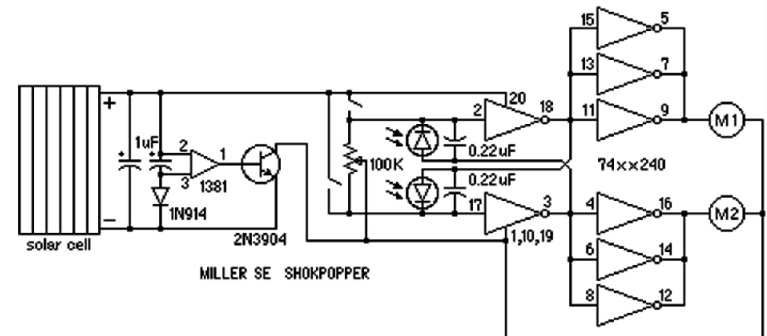 15
5
13
7
+
20
2
18
11
9
M1
1uF
+
+
2
1
0.22uF
3
1381
100K
74xx240
1N914
0.22uF
17
3
4
16
M2
−
2N3904
1,10,19
solar cell
6
14
MILLER SE SHOKPOPPER
8
12